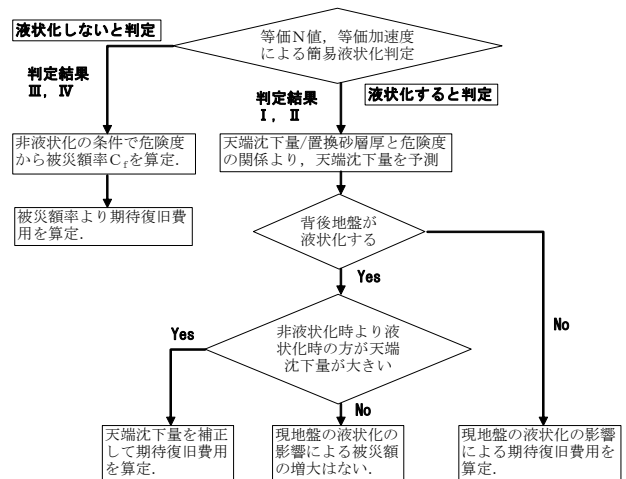 液状化しないと判定
等価N値，等価加速度
による簡易液状化判定
判定結果
Ⅲ，Ⅳ
判定結果
Ⅰ，Ⅱ
液状化すると判定
非液状化の条件で危険度
から被災額率Cfを算定．
天端沈下量/置換砂層厚と危険度
の関係より，天端沈下量を予測
被災額率より期待復旧費
用を算定．
背後地盤が
液状化する
Yes
No
非液状化時より液
状化時の方が天端
沈下量が大きい
Yes
No
天端沈下量を補正
して期待復旧費用
を算定．
現地盤の液状化の
影響による被災額
の増大はない．
現地盤の液状化の影響
による期待復旧費用を
算定．